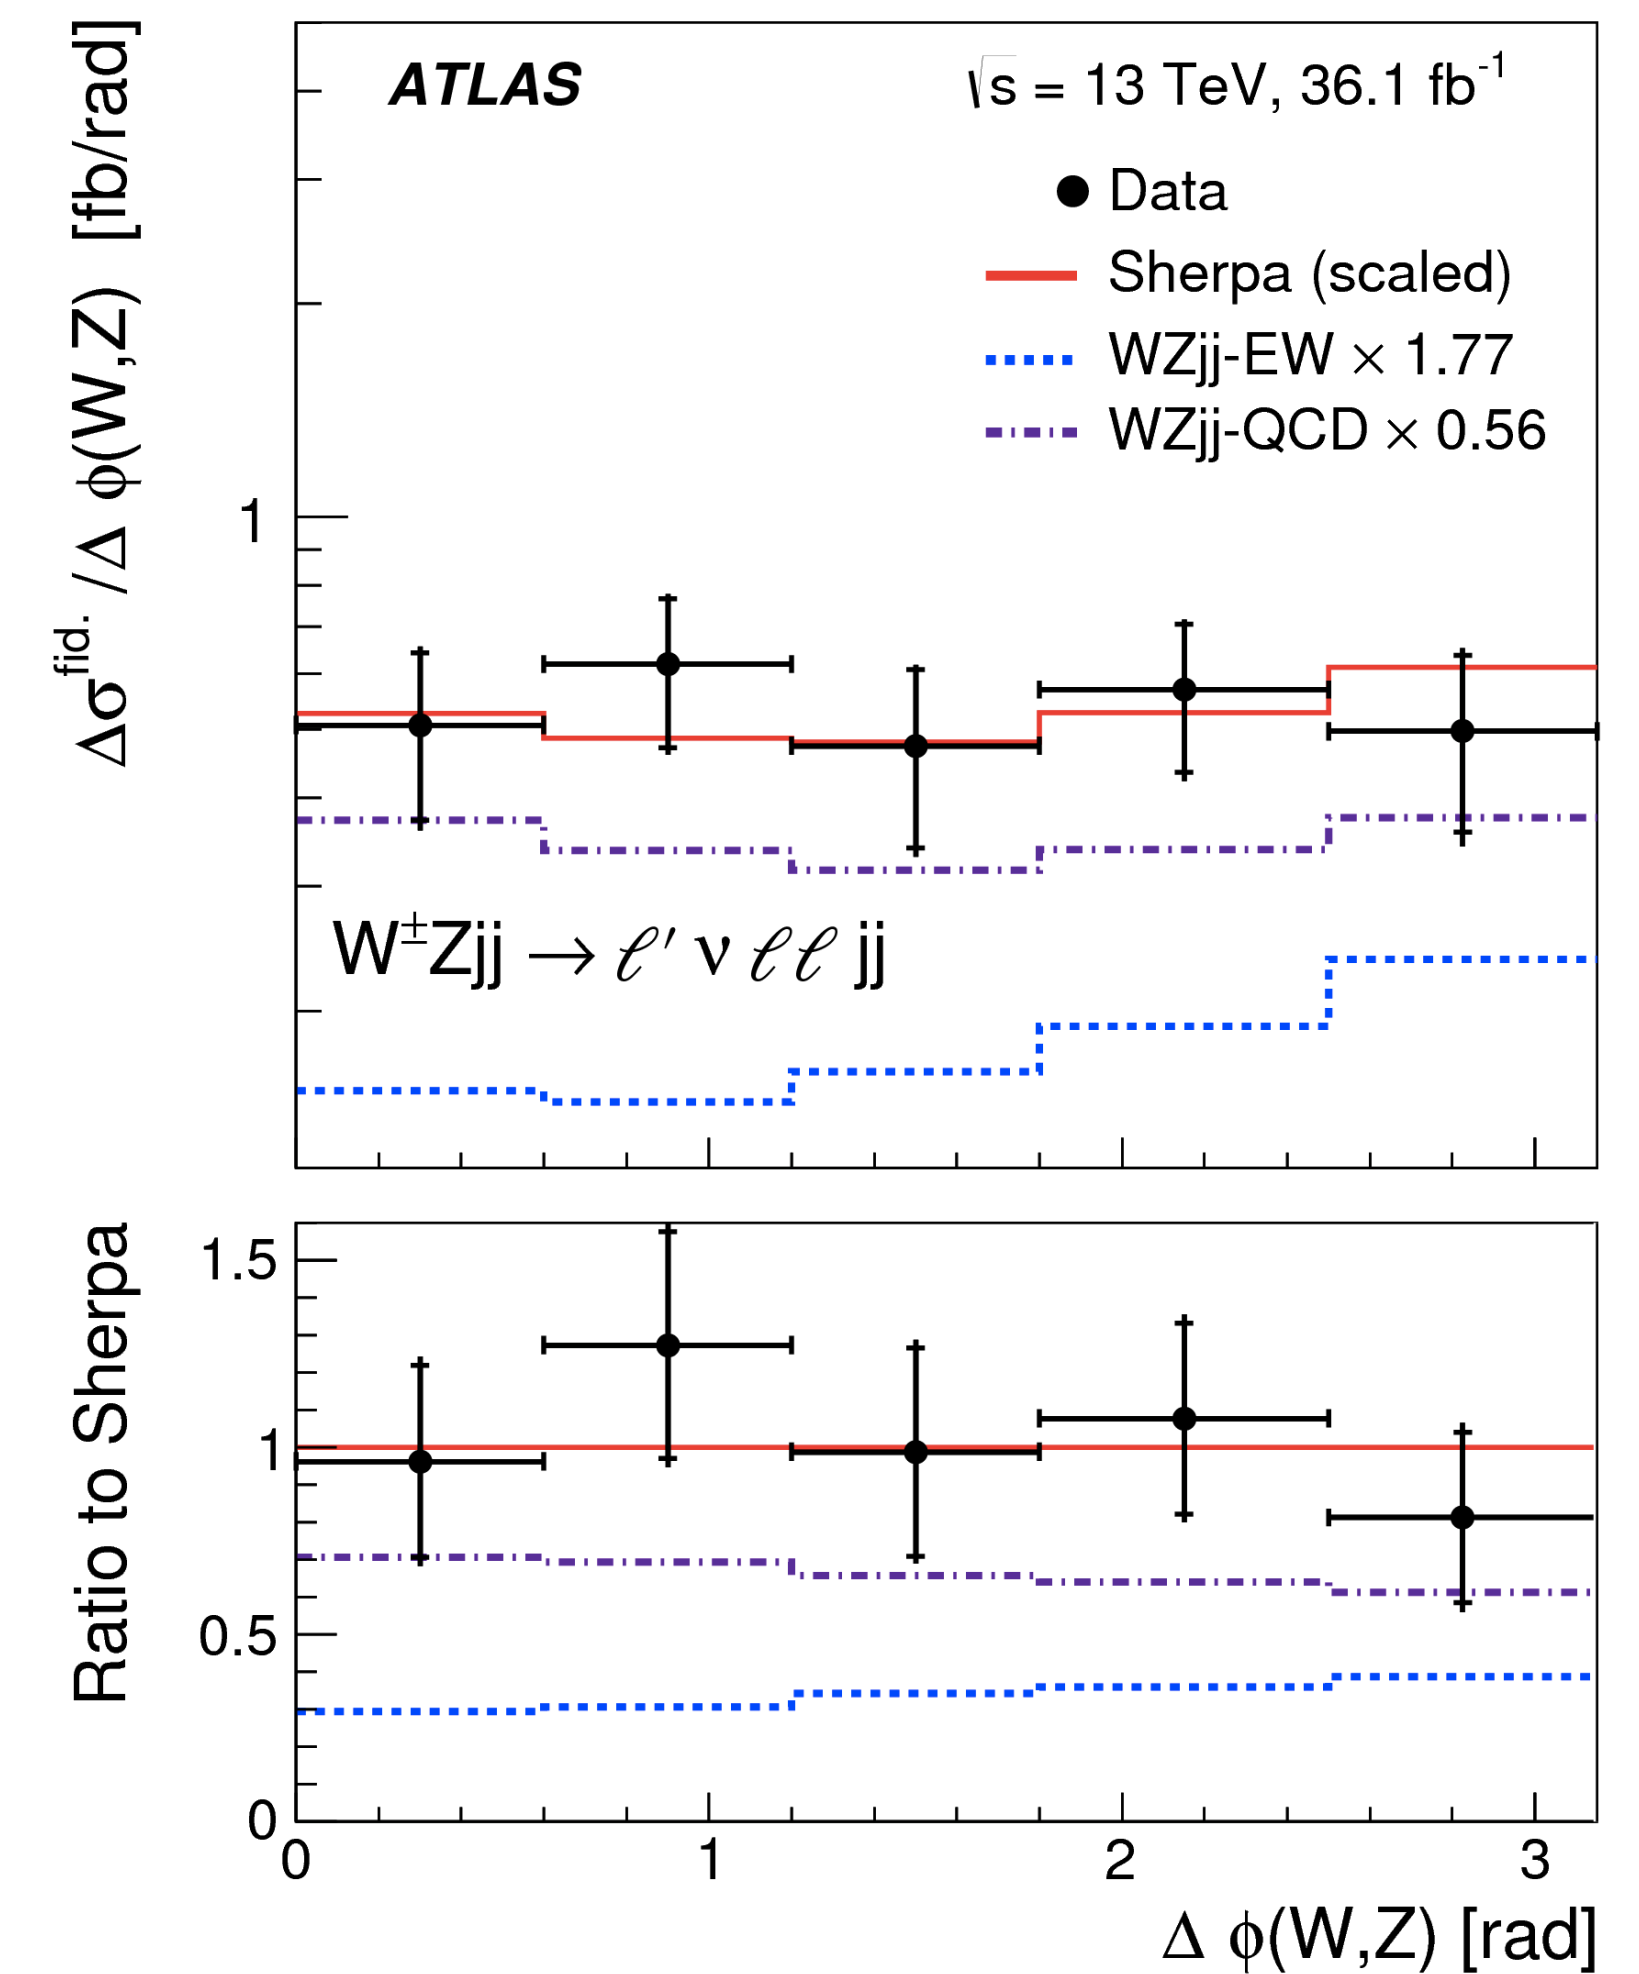 ATLAS
√s = 13 TeV, 36.1 fb⁻¹
Data
Sherpa (scaled)
WZjj-EW × 1.77
WZjj-QCD × 0.56
Δσ^fid. /Δ ϕ(W,Z) [fb/rad]
1
W^±Zjj → ℓ′ ν ℓ ℓ jj
Ratio to Sherpa
1.5
1
0.5
0
0 1 2 3
Δ ϕ(W,Z) [rad]